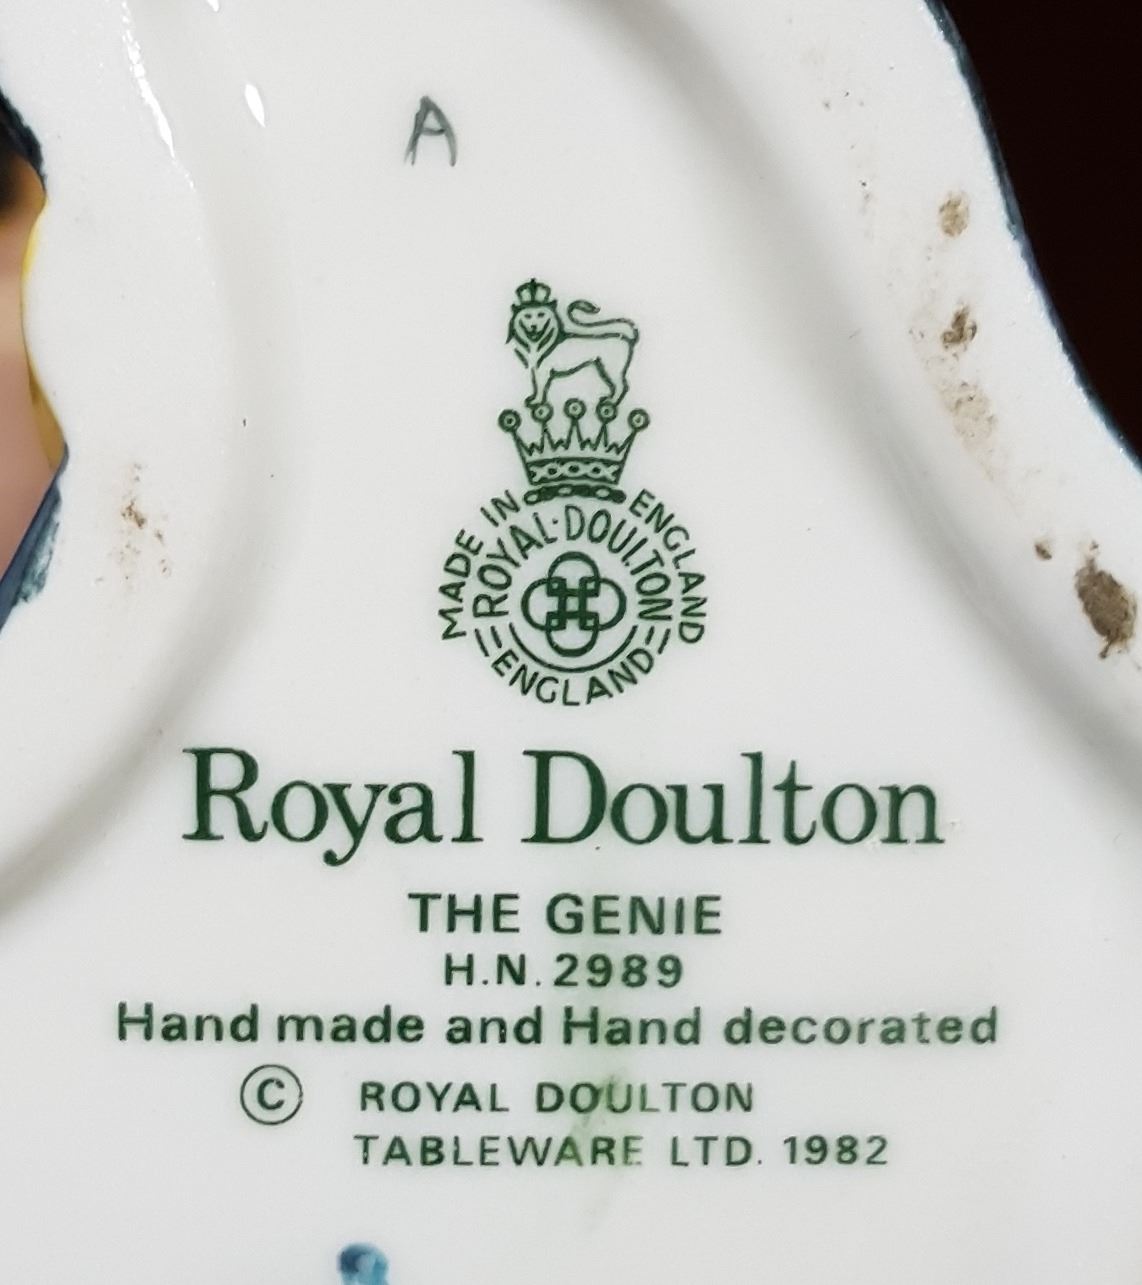 A
MADE IN ENGLAND
ROYAL·DOULTON
ENGLAND
Royal Doulton
THE GENIE
H.N. 2989
Hand made and Hand decorated
© ROYAL DOULTON
TABLEWARE LTD. 1982